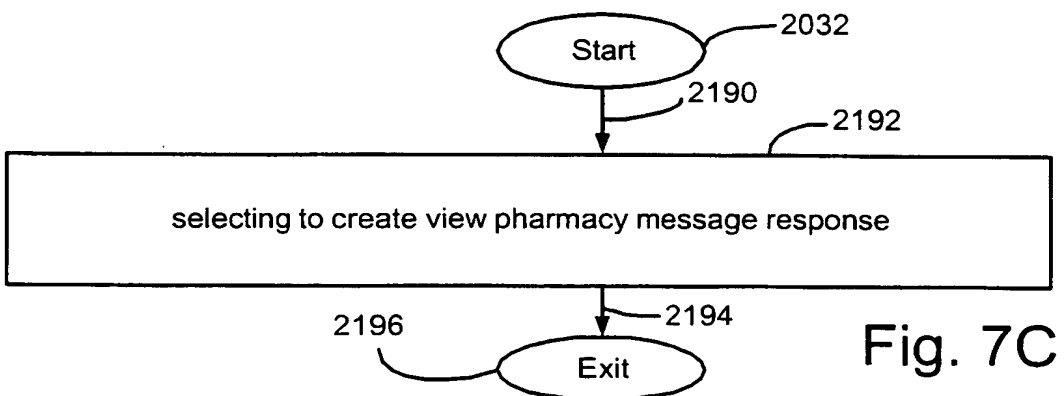 Start
2032
2190
2192
selecting to create view pharmacy message response
2194
2196
Exit
Fig. 7C